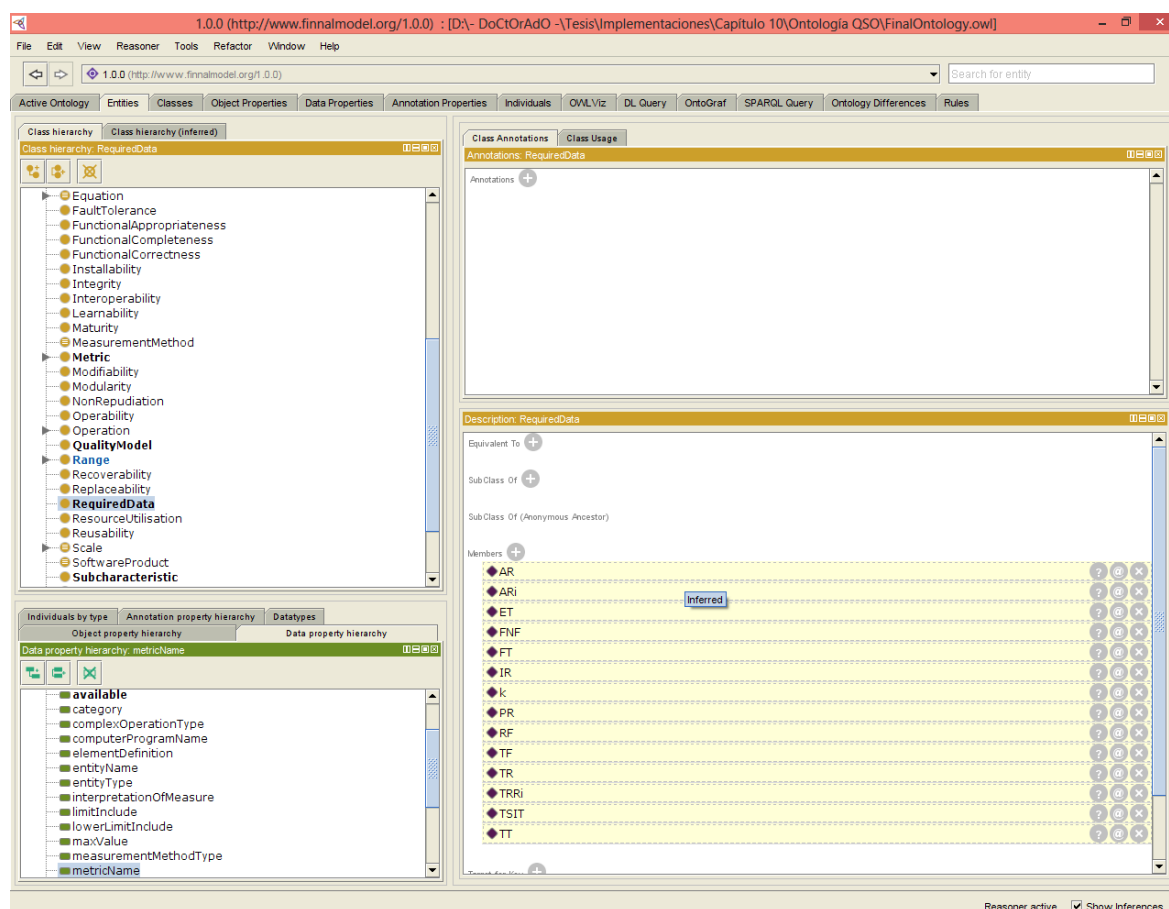 1.0.0 (http://www.finnalmodel.org/1.0.0) : [D:\- DoCtOrAdO -\Tesis\Implementaciones\Capítulo 10\Ontología QSO\FinalOntology.owl]
File Edit View Reasoner Tools Refactor Window Help
1.0.0 (http://www.finnalmodel.org/1.0.0) Search for entity
Active Ontology Entities Classes Object Properties Data Properties Annotation Properties Individuals OWLViz DL Query OntoGraf SPARQL Query Ontology Differences Rules
Class hierarchy Class hierarchy (inferred)
Class hierarchy: RequiredData
Equation
FaultTolerance
FunctionalAppropriateness
FunctionalCompleteness
FunctionalCorrectness
Installability
Integrity
Interoperability
Learnability
Maturity
MeasurementMethod
Metric
Modifiability
Modularity
NonRepudiation
Operability
Operation
QualityModel
Range
Recoverability
Replaceability
RequiredData
ResourceUtilisation
Reusability
Scale
SoftwareProduct
Subcharacteristic
Individuals by type Annotation property hierarchy Datatypes
Object property hierarchy Data property hierarchy
Data property hierarchy: metricName
available
category
complexOperationType
computerProgramName
elementDefinition
entityName
entityType
interpretationOfMeasure
limitInclude
lowerLimitInclude
maxValue
measurementMethodType
metricName
Class Annotations Class Usage
Annotations: RequiredData
Annotations
Description: RequiredData
Equivalent To
SubClass Of
SubClass Of (Anonymous Ancestor)
Members
AR
ARi
Inferred
ET
FNF
FT
IR
k
PR
RF
TF
TR
TRRi
TSIT
TT
Target for Key
Reasoner active Show Inferences